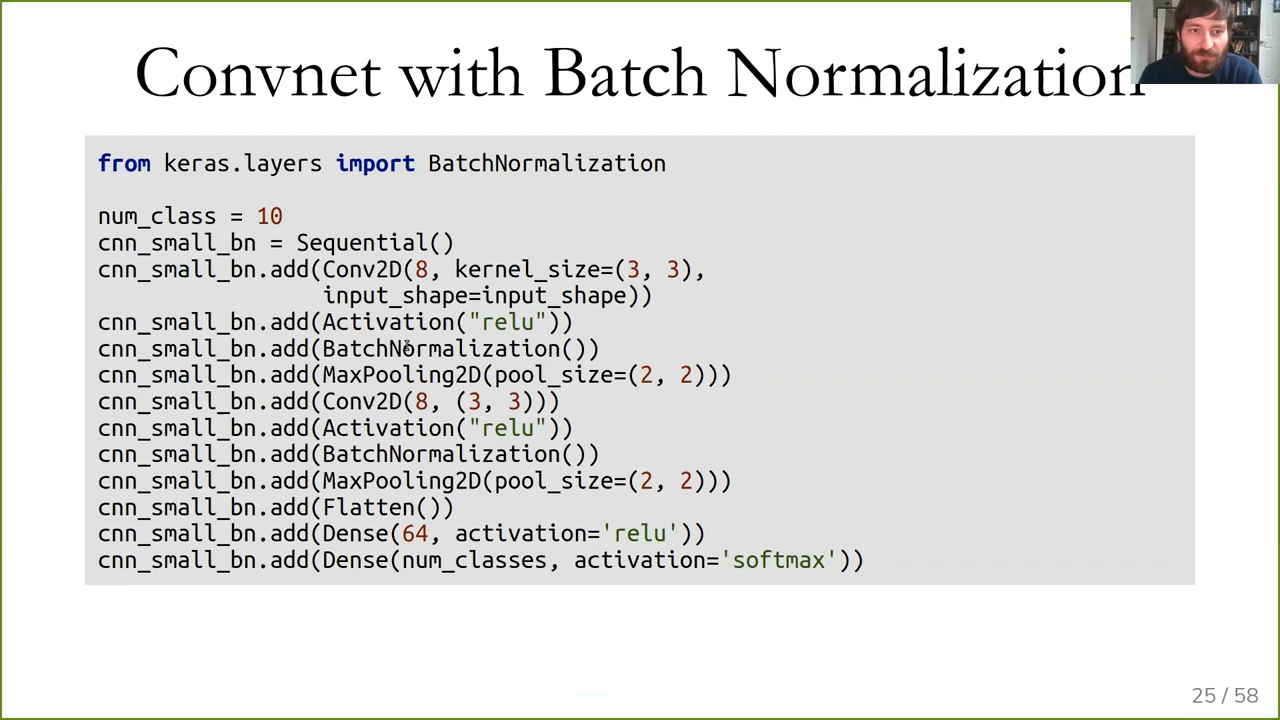 Convnet with Batch Normalization
from keras.layers import BatchNormalization
num_class = 10
cnn_small_bn = Sequential()
cnn_small_bn.add(Conv2D(8, kernel_size=(3, 3),
input_shape=input_shape))
cnn_small_bn.add(Activation("relu"))
cnn_small_bn.add(BatchNormalization())
cnn_small_bn.add(MaxPooling2D(pool_size=(2, 2)))
cnn_small_bn.add(Conv2D(8, (3, 3)))
cnn_small_bn.add(Activation("relu"))
cnn_small_bn.add(BatchNormalization())
cnn_small_bn.add(MaxPooling2D(pool_size=(2, 2)))
cnn_small_bn.add(Flatten())
cnn_small_bn.add(Dense(64, activation='relu'))
cnn_small_bn.add(Dense(num_classes, activation='softmax'))
25 / 58